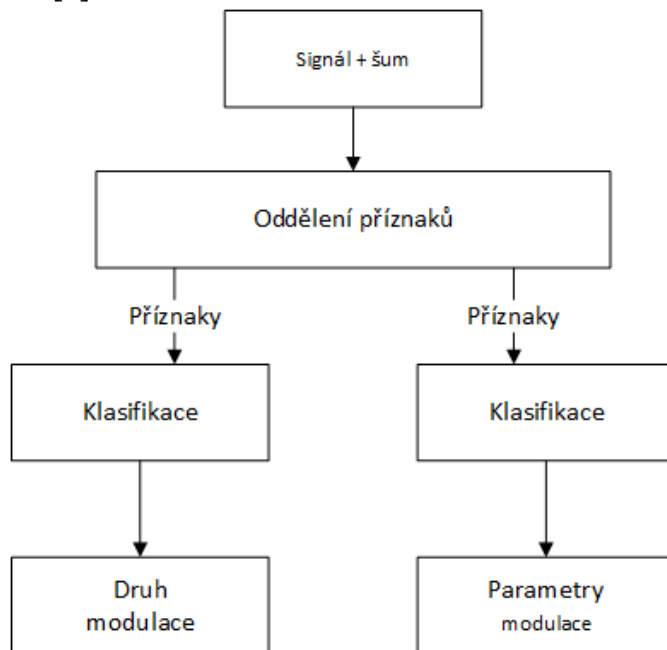 Signál + šum
Oddělení příznaků
Příznaky
Příznaky
Klasifikace
Klasifikace
Druh
modulace
Parametry
modulace